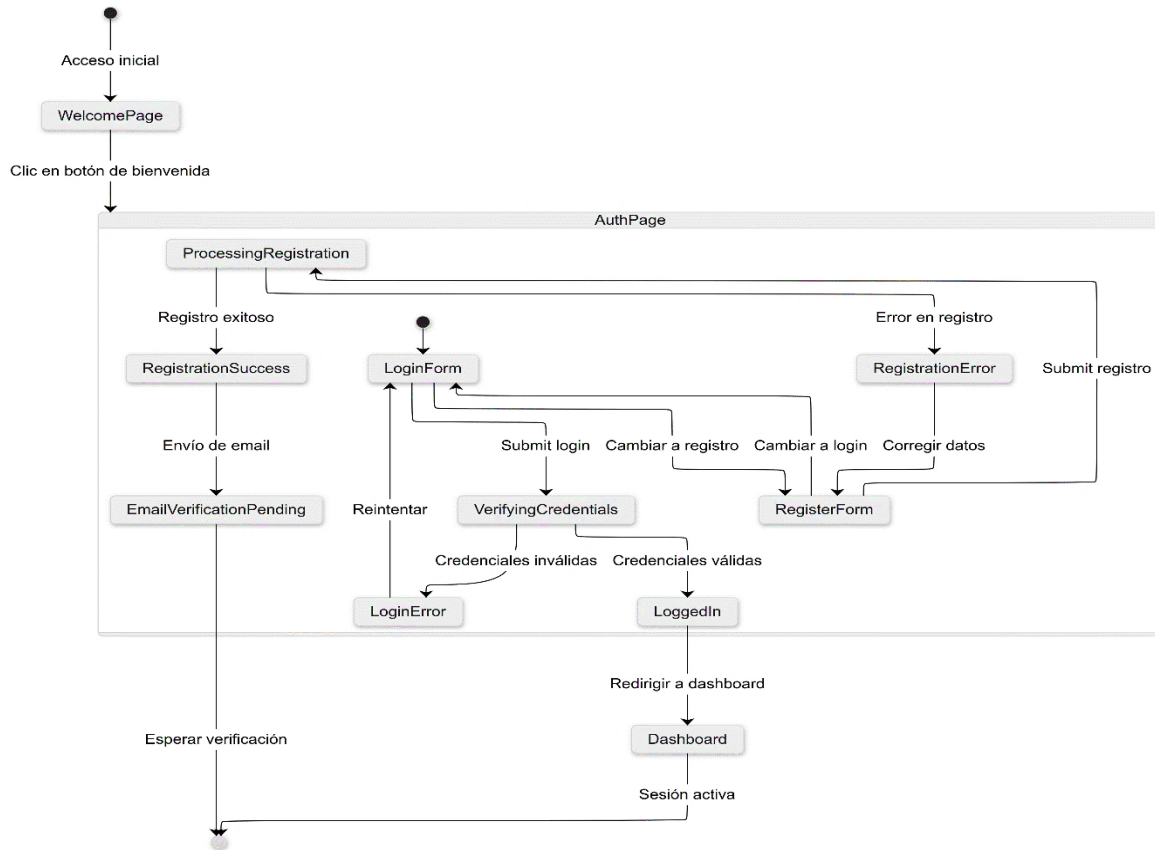 Acceso inicial
WelcomePage
Clic en botón de bienvenida
AuthPage
ProcessingRegistration
Registro exitoso
Error en registro
RegistrationSuccess
LoginForm
RegistrationError
Submit registro
Envío de email
Submit login
Cambiar a registro
Cambiar a login
Corregir datos
EmailVerificationPending
Reintentar
VerifyingCredentials
RegisterForm
Credenciales inválidas
Credenciales válidas
LoginError
LoggedIn
Redirigir a dashboard
Esperar verificación
Dashboard
Sesión activa